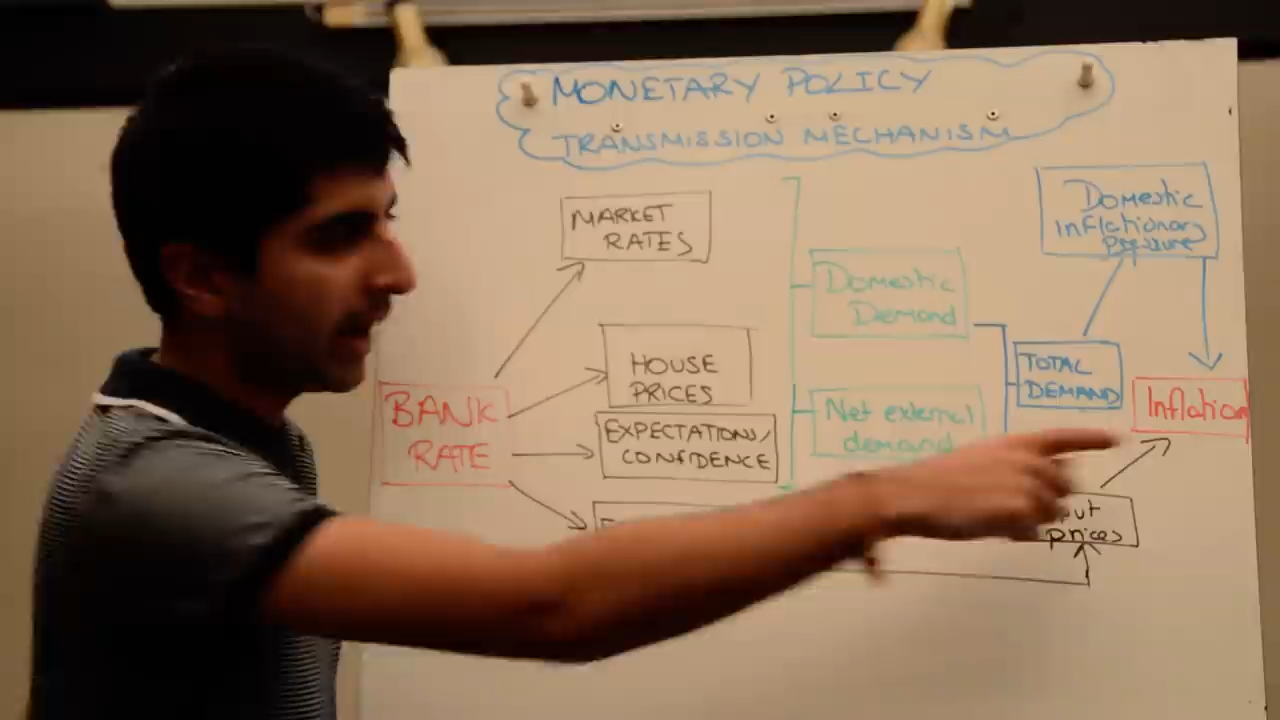 MONETARY POLICY
TRANSMISSION MECHANISM
MARKET
RATES
HOUSE
PRICES
BANK
RATE
EXPECTATIONS/
CONFIDENCE
Domestic
Demand
Net external
demand
TOTAL
DEMAND
Domestic
Inflationary
pressure
Inflation
prices